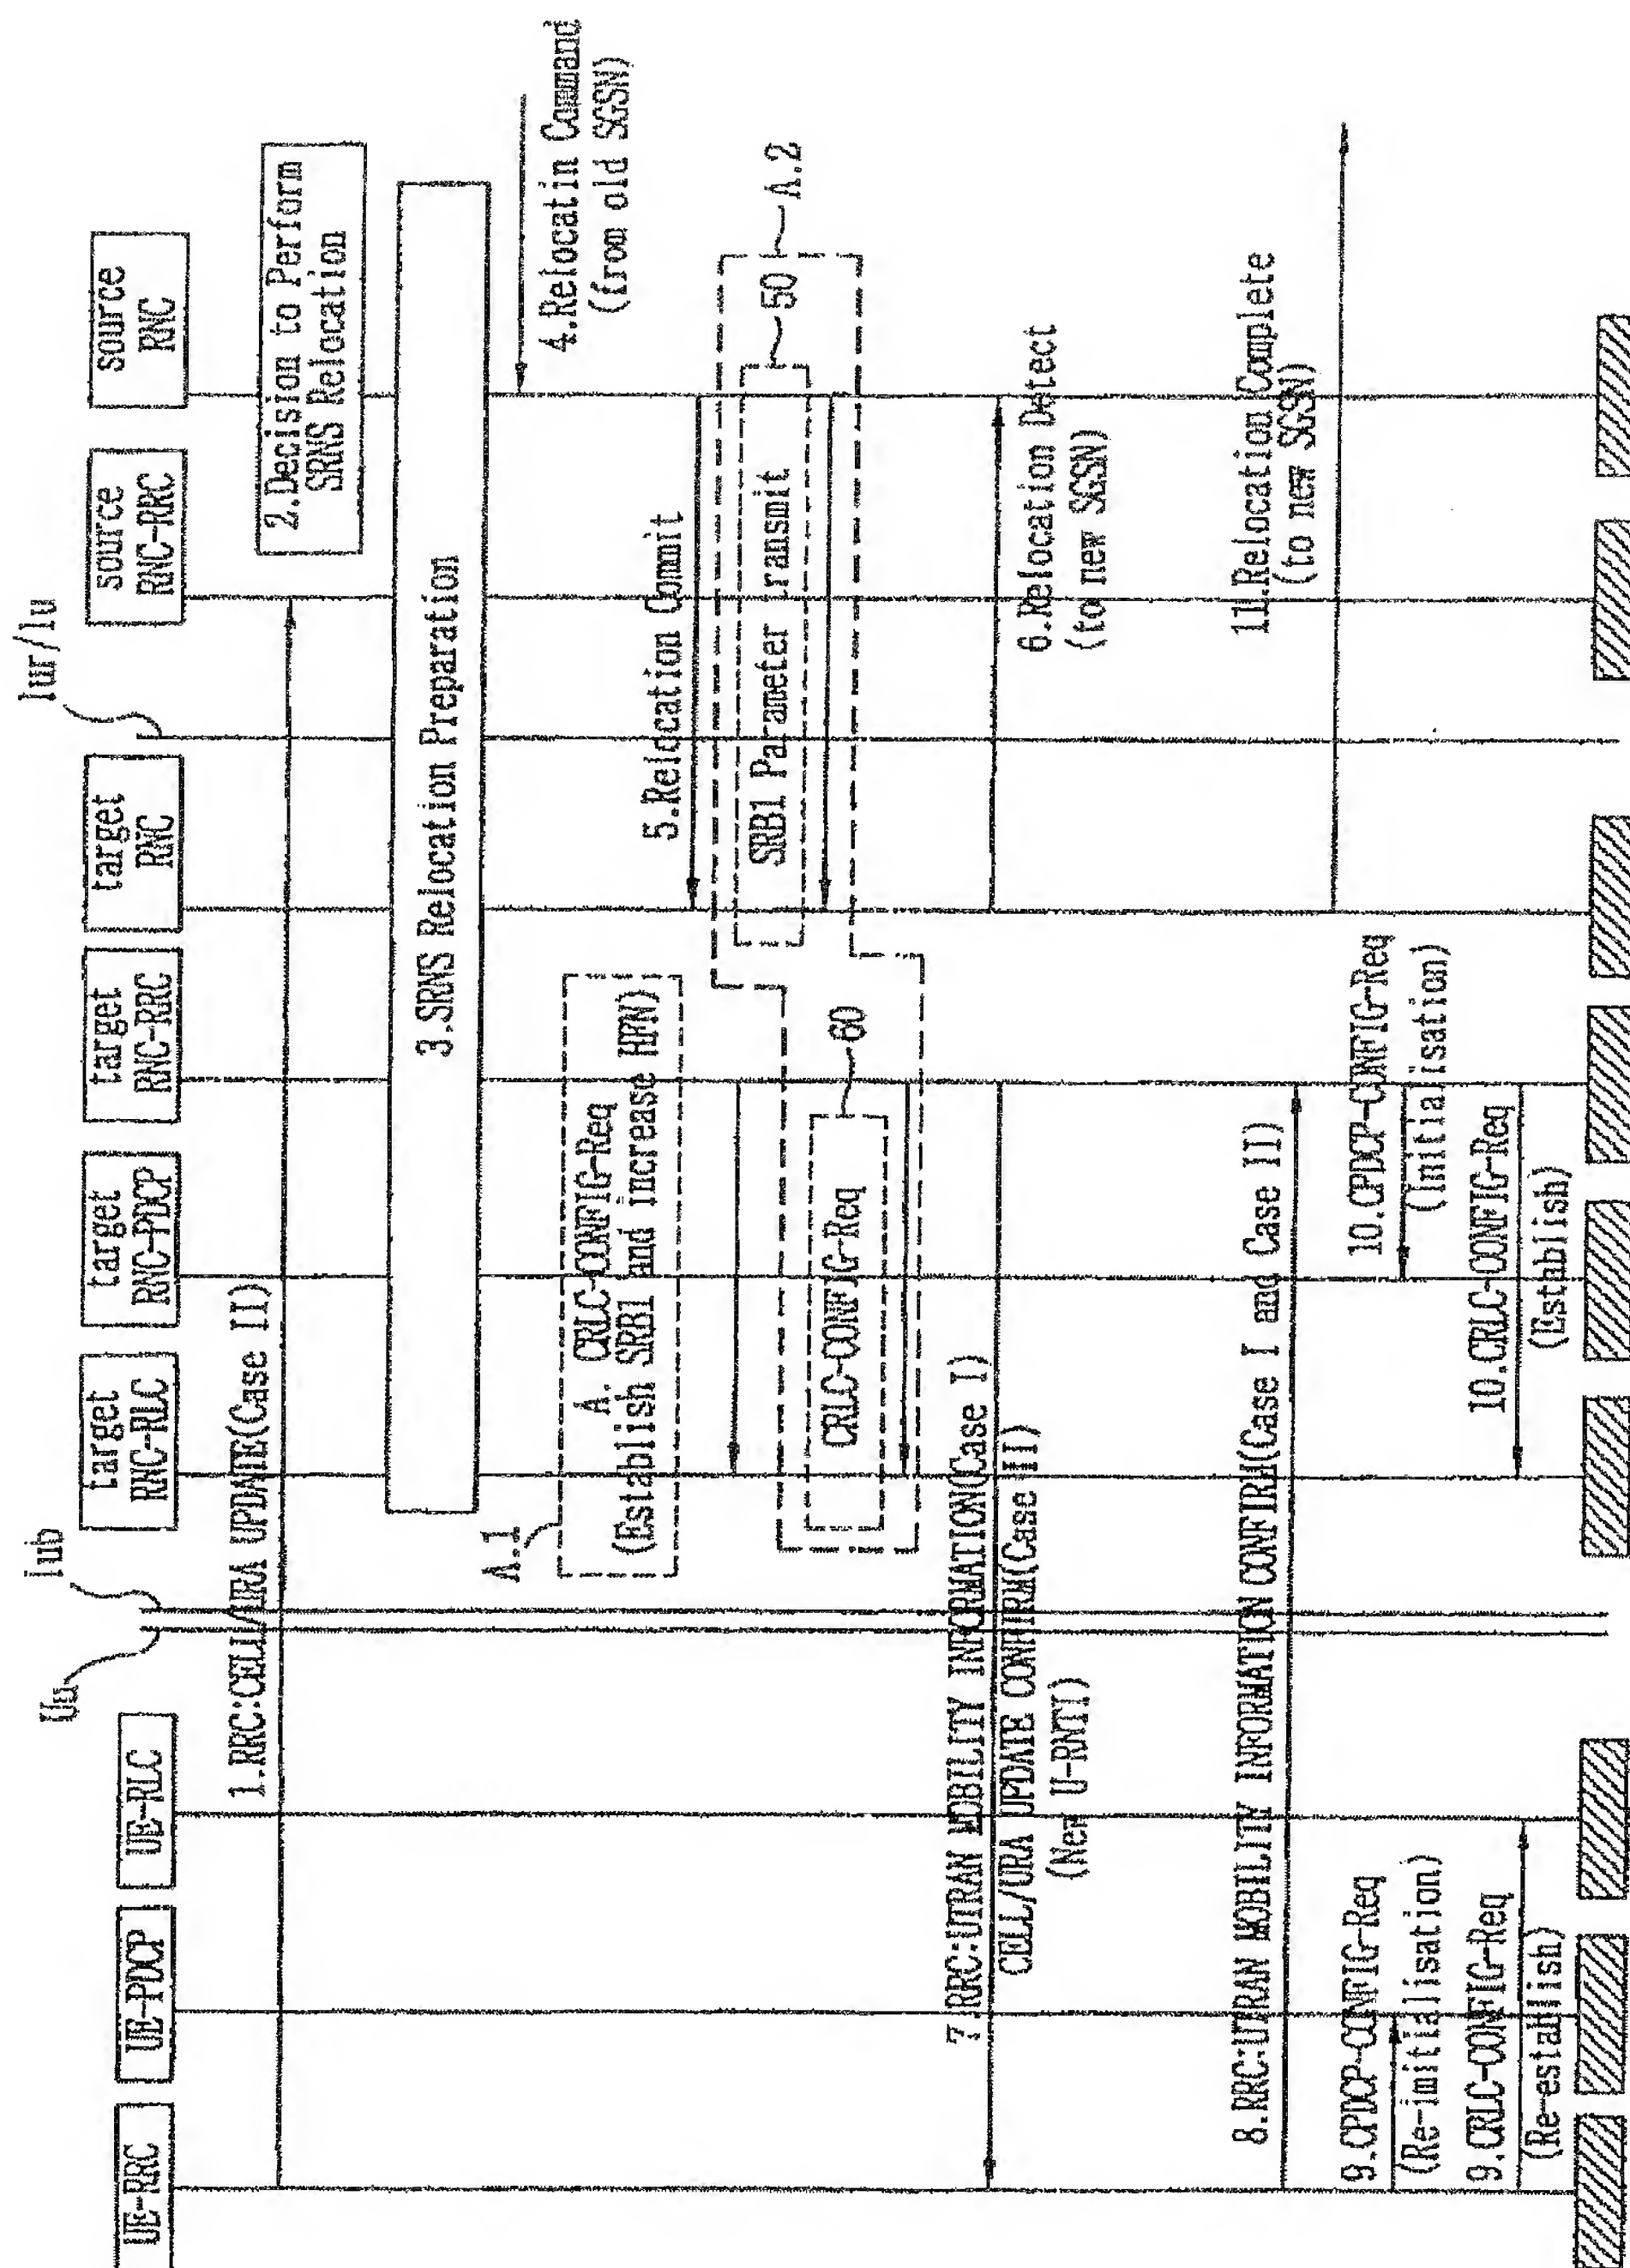 UE-RRC
UE-PDCP
UE-RLC
Uu
Iub
target
RNC-RLC
target
RNC-PDCP
target
RNC-RRC
target
RNC
Iur/Iu
source
RNC-RRC
source
RNC
1.RRC:CELL/URA UPDATE(Case II)
2.Decision to Perform
SRNS Relocation
3.SRNS Relocation Preparation
4.Relocatin Command
(from old SGSN)
5.Relocation Commit
A.1
A. CRLC-CONFIG-Req
(Establish SRB1 and increase HFN)
SRB1 Parameter transmit
50
A.2
CRLC-CONFIG-Req
60
6.Relocation Detect
(to new SGSN)
7.RRC:UTRAN MOBILITY INFORMATION(Case I)
CELL/URA UPDATE CONFIRM(Case II)
(New U-RNTI)
8.RRC:UTRAN MOBILITY INFORMATION CONFIRM(Case I and Case II)
11.Relocation Complete
(to new SGSN)
9.CPDCP-CONFIG-Req
(Re-imitialisation)
10.CPDCP-CONFIG-Req
(Initialisation)
9.CRLC-CONFIG-Req
(Re-establish)
10.CRLC-CONFIG-Req
(Establish)